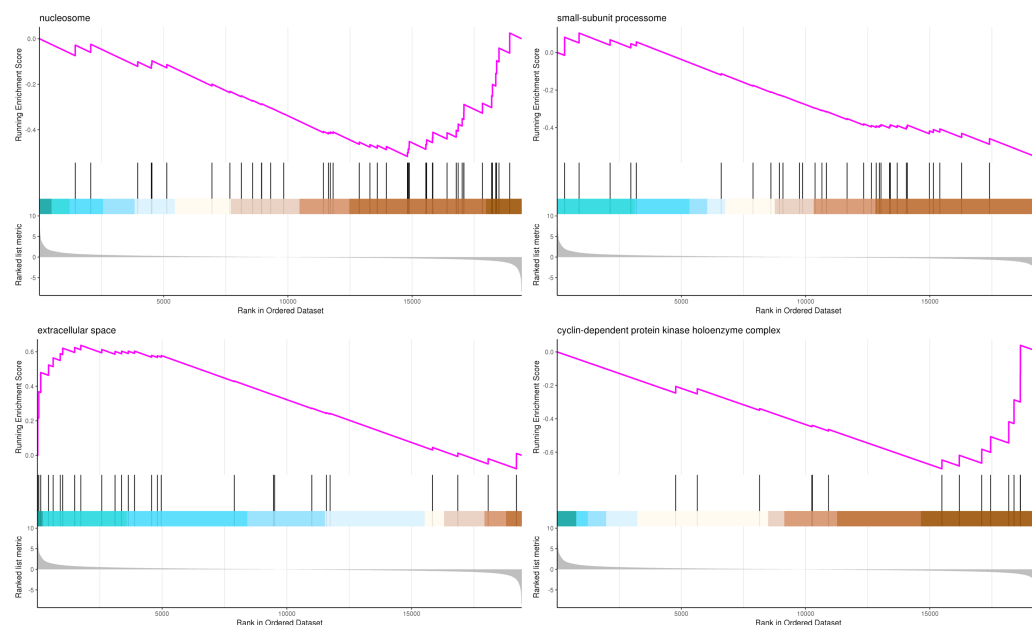 nucleosome
Running Enrichment Score
0.0
-0.2
-0.4
Ranked list metric
10
5
0
-5
5000 10000 15000
Rank in Ordered Dataset
small-subunit processome
Running Enrichment Score
0.0
-0.2
-0.4
Ranked list metric
10
5
0
-5
5000 10000 15000
Rank in Ordered Dataset
extracellular space
Running Enrichment Score
0.6
0.4
0.2
0.0
Ranked list metric
10
5
0
-5
5000 10000 15000
Rank in Ordered Dataset
cyclin-dependent protein kinase holoenzyme complex
Running Enrichment Score
0.0
-0.2
-0.4
-0.6
Ranked list metric
10
5
0
-5
5000 10000 15000
Rank in Ordered Dataset